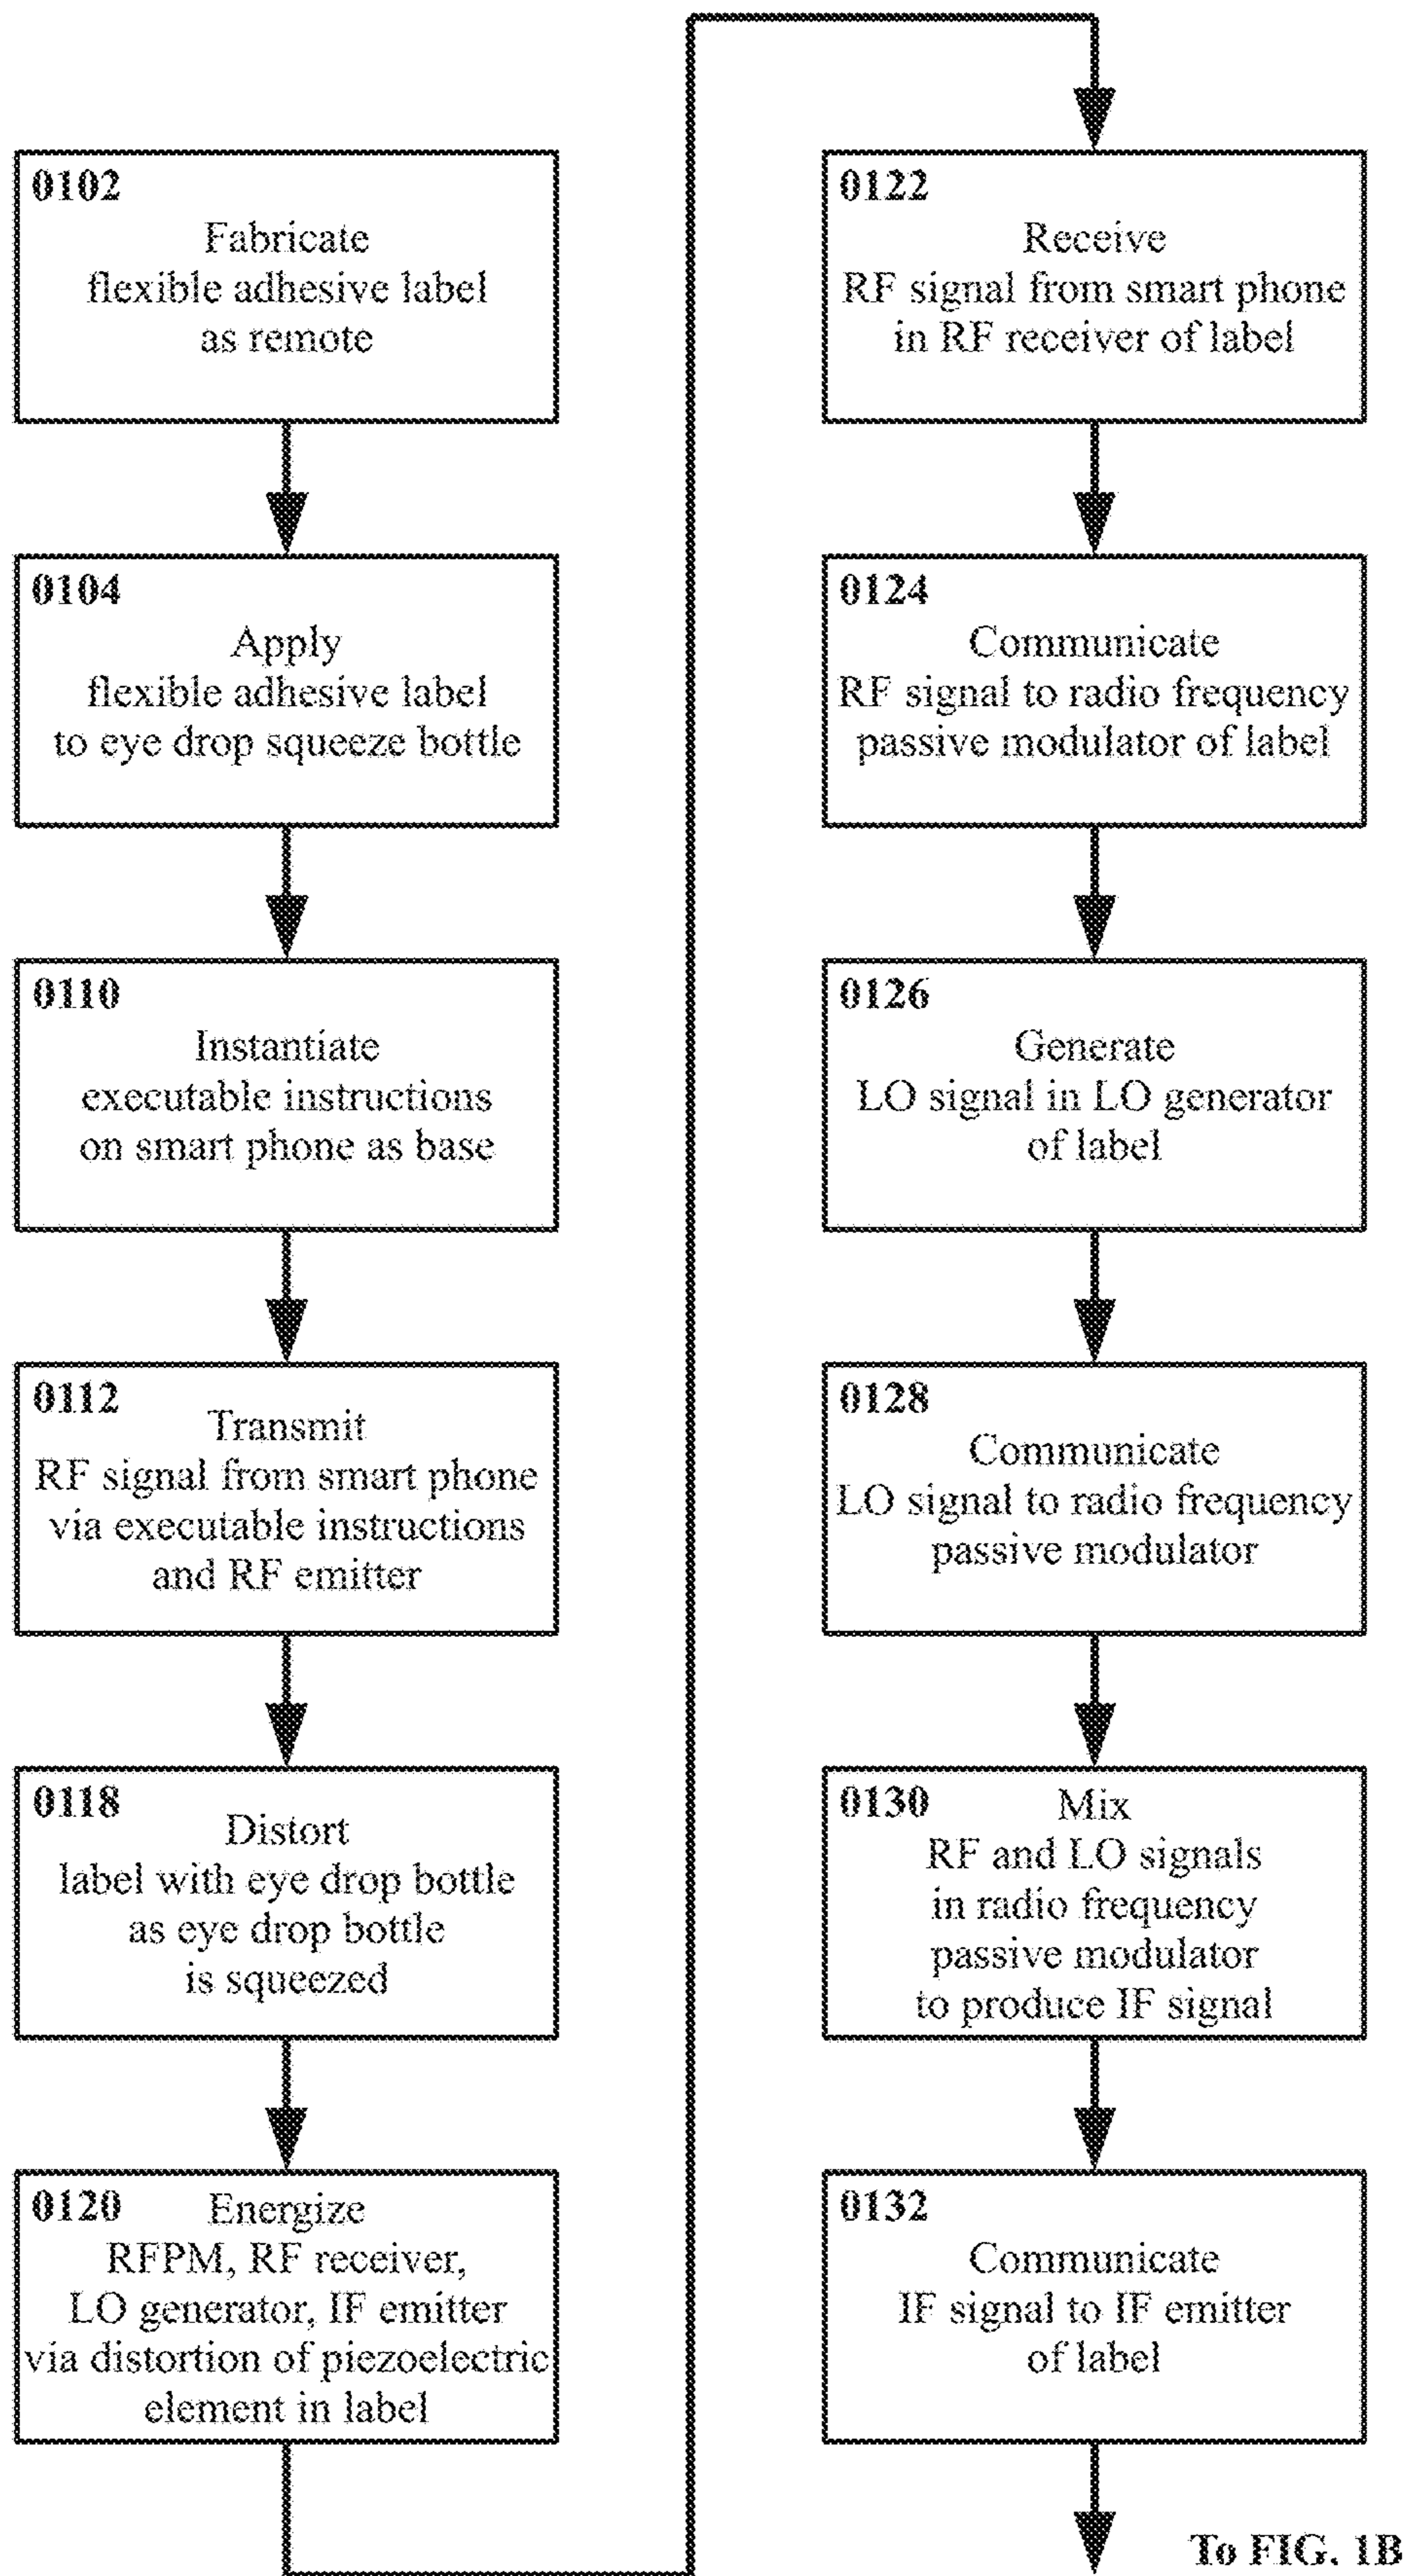 0102
Fabricate
flexible adhesive label
as remote
0104
Apply
flexible adhesive label
to eye drop squeeze bottle
0110
Instantiate
executable instructions
on smart phone as base
0112
Transmit
RF signal from smart phone
via executable instructions
and RF emitter
0118
Distort
label with eye drop bottle
as eye drop bottle
is squeezed
0120 Energize
RFPM, RF receiver,
LO generator, IF emitter
via distortion of piezoelectric
element in label
0122
Receive
RF signal from smart phone
in RF receiver of label
0124
Communicate
RF signal to radio frequency
passive modulator of label
0126
Generate
LO signal in LO generator
of label
0128
Communicate
LO signal to radio frequency
passive modulator
0130 Mix
RF and LO signals
in radio frequency
passive modulator
to produce IF signal
0132
Communicate
IF signal to IF emitter
of label
To FIG. 1B